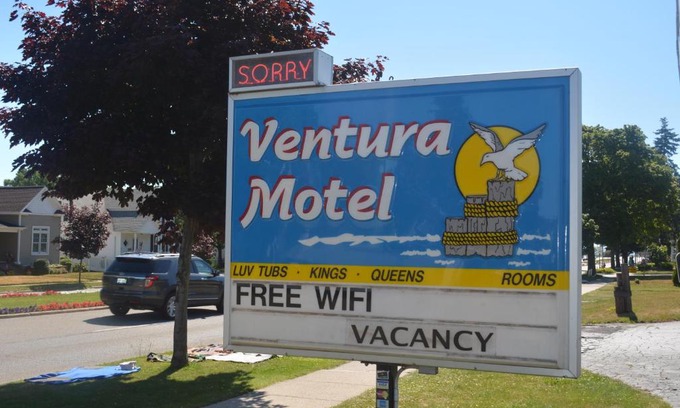 SORRY
Ventura
Motel
LUV TUBS · KINGS · QUEENS ROOMS
FREE WIFI
VACANCY